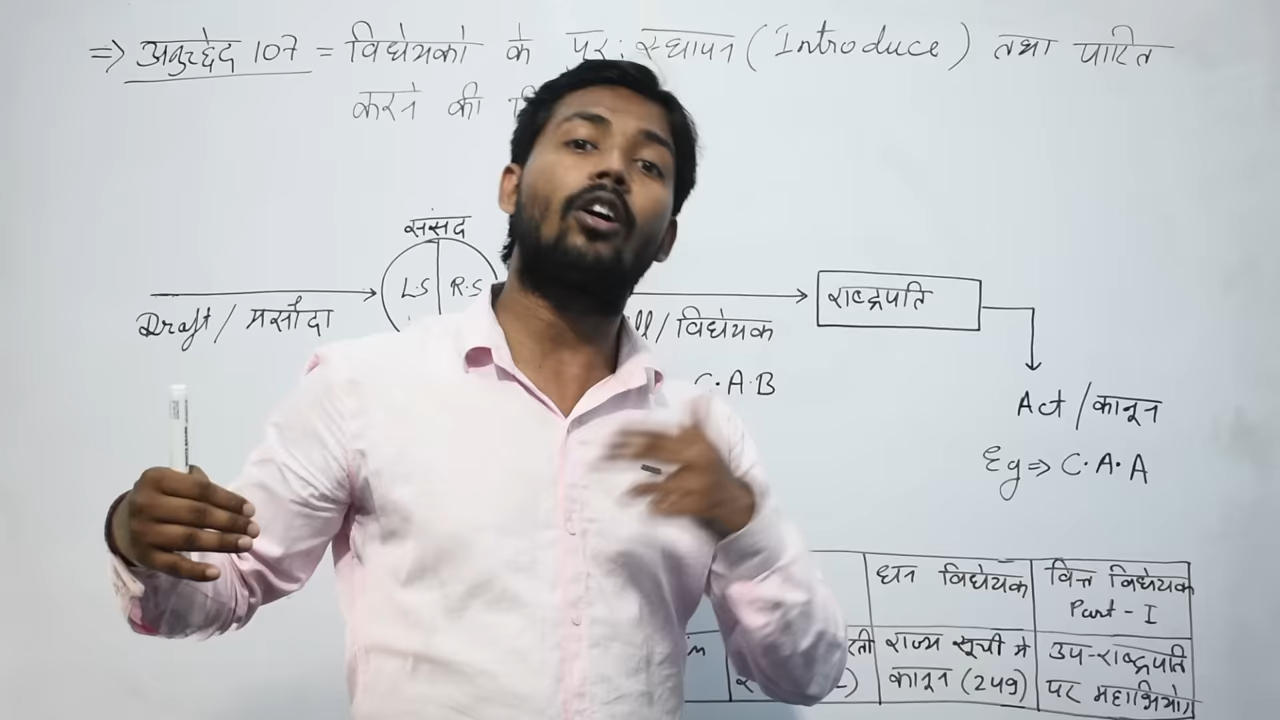 ⇒ अनुच्छेद 107 = विधेयको के पुर: स्थापन (Introduce) तथा पारित
करने की
संसद
L.S R.S
Draft / मसौदा
ll / विधेयक
C.A.B
राष्ट्रपति
Act / कानून
Eg ⇒ C.A.A
धन विधेयक
वित्त विधेयक
Part - I
राज्य सूची मे
कानून (249)
उप-राष्ट्रपति
पर महाभियोग